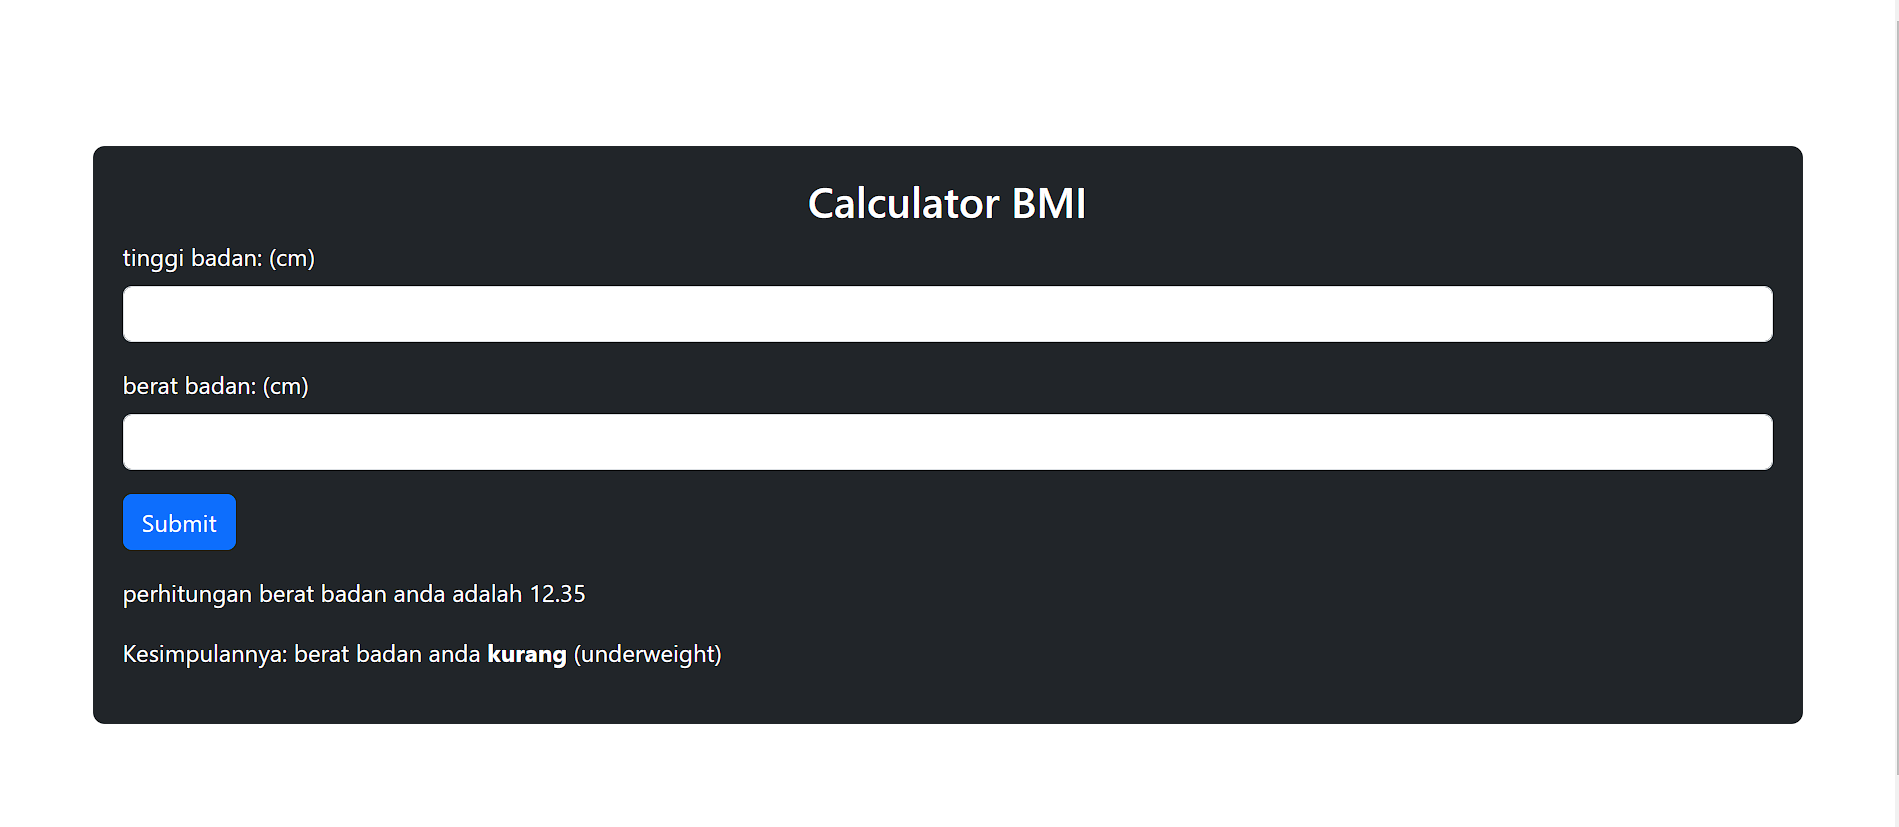 Calculator BMI
tinggi badan: (cm)
berat badan: (cm)
Submit
perhitungan berat badan anda adalah 12.35
Kesimpulannya: berat badan anda kurang (underweight)